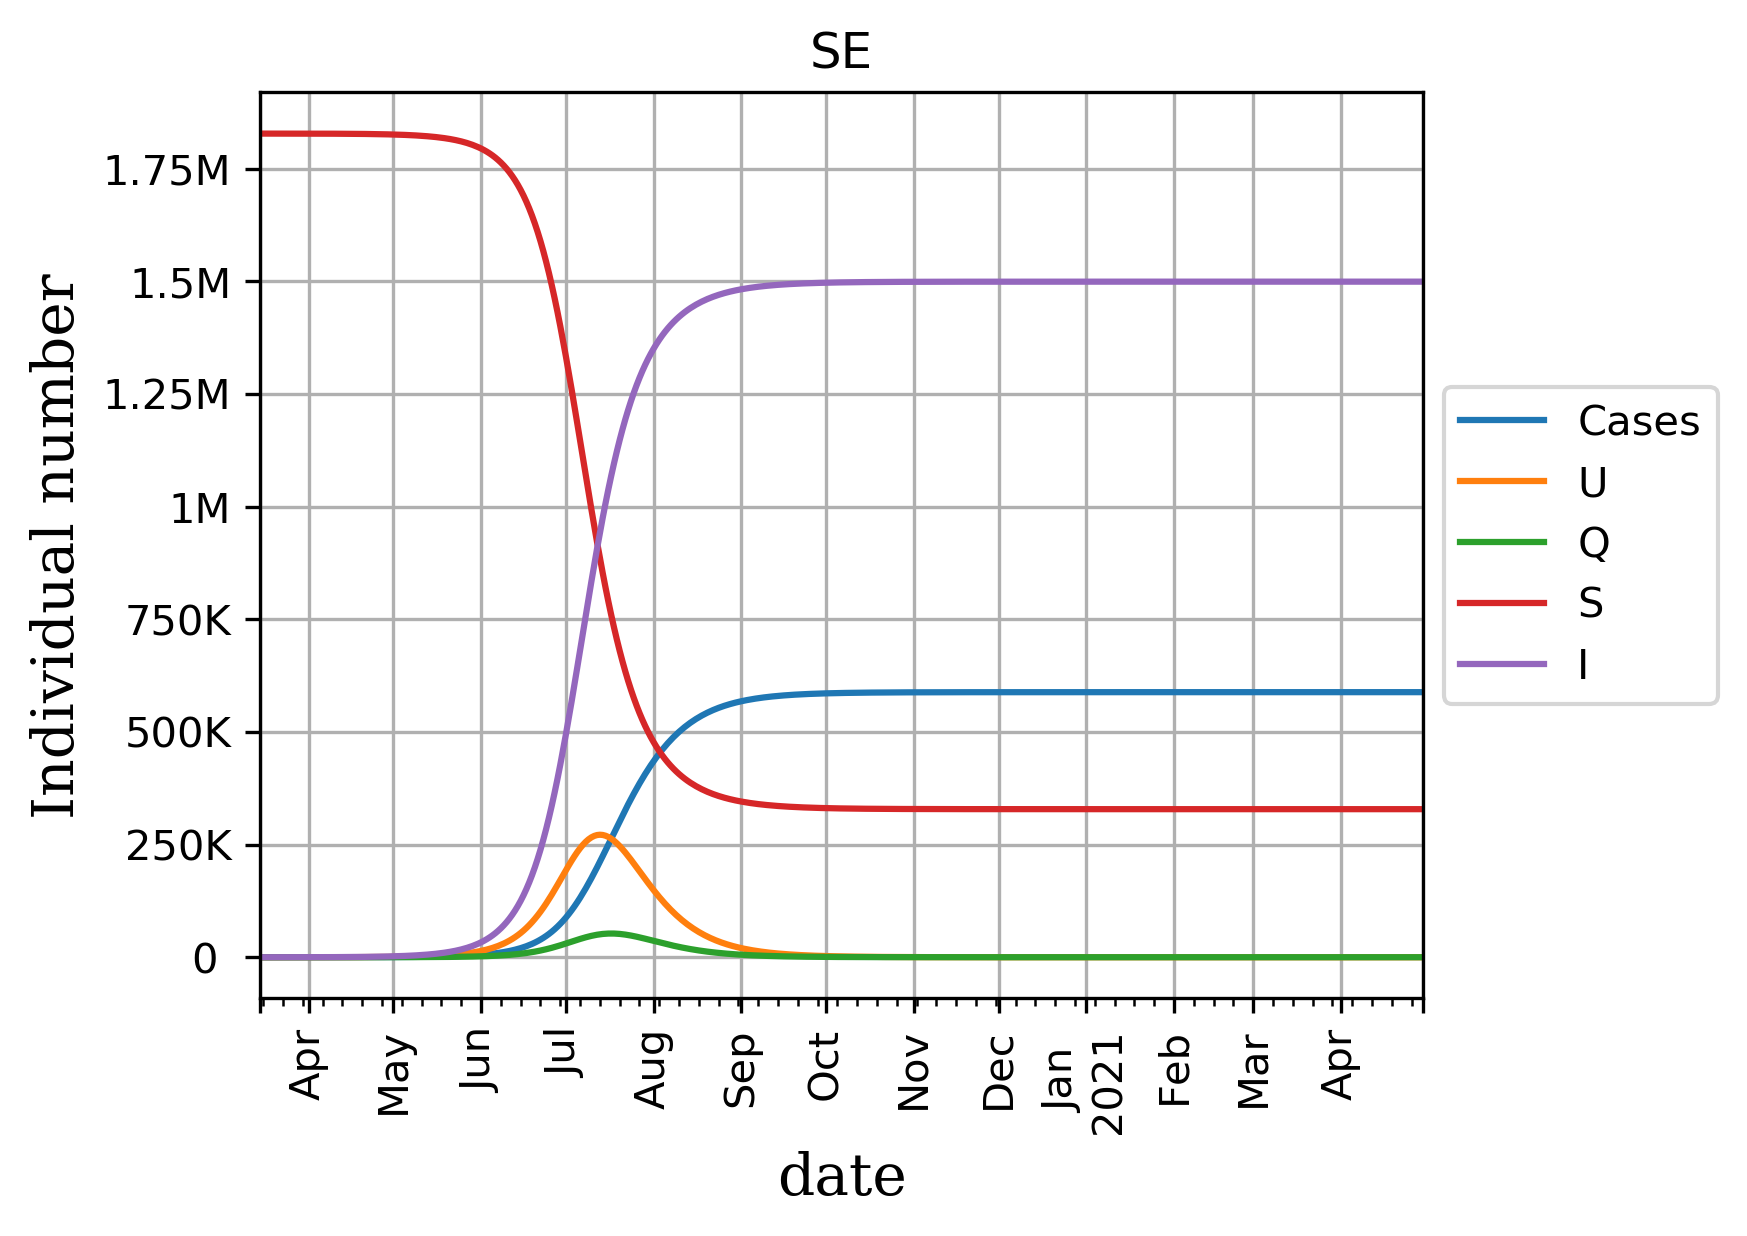 SE
Individual number
1.75M
1.5M
1.25M
1M
750K
500K
250K
0
Cases
U
Q
S
I
Apr
May
Jun
Jul
Aug
Sep
Oct
Nov
Dec
Jan
2021
Feb
Mar
Apr
date